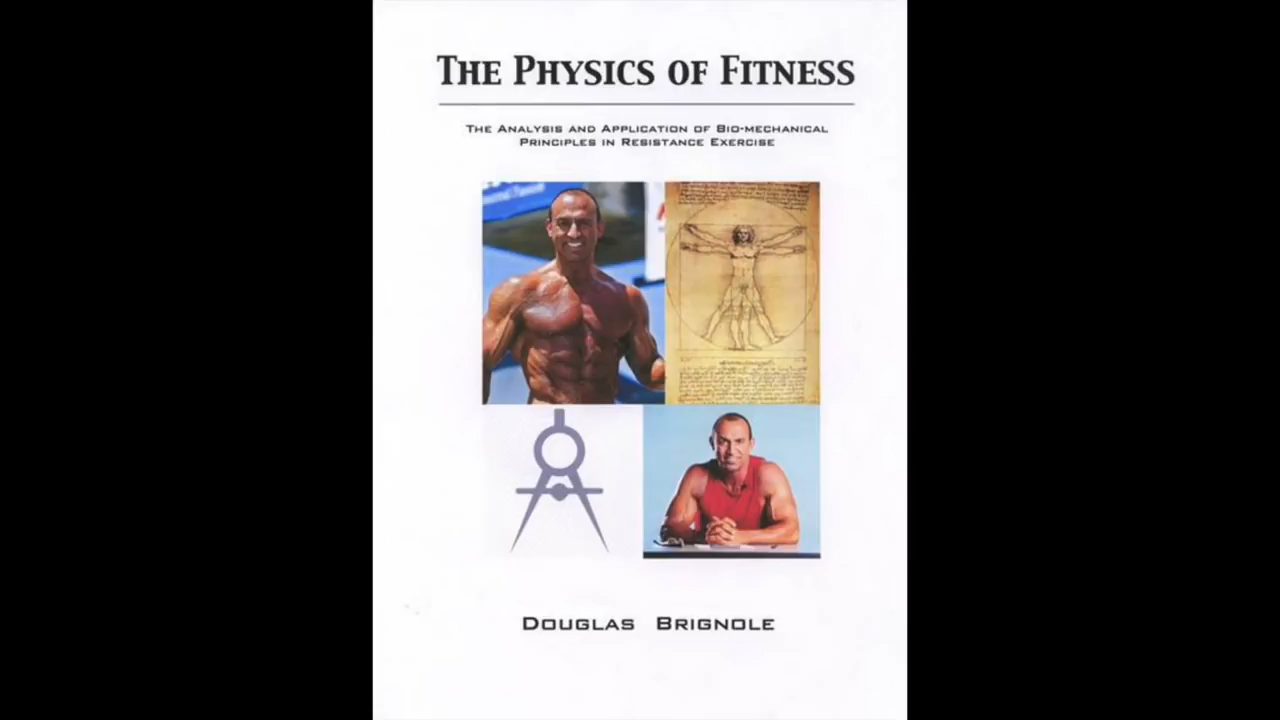 THE PHYSICS OF FITNESS
THE ANALYSIS AND APPLICATION OF BIO-MECHANICAL
PRINCIPLES IN RESISTANCE EXERCISE
DOUGLAS BRIGNOLE